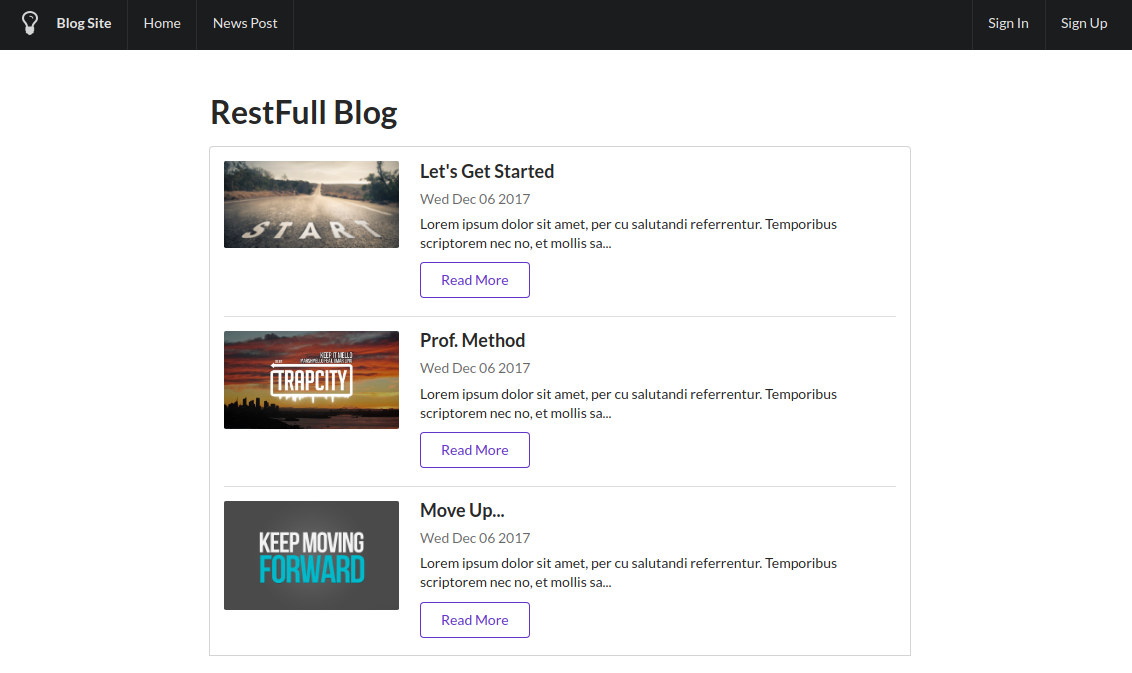 Blog Site Home News Post Sign In Sign Up
RestFull Blog
START
Let's Get Started
Wed Dec 06 2017
Lorem ipsum dolor sit amet, per cu salutandi referrentur. Temporibus
scriptorem nec no, et mollis sa...
Read More
KEEP IT MELLO
TRAPCITY
Prof. Method
Wed Dec 06 2017
Lorem ipsum dolor sit amet, per cu salutandi referrentur. Temporibus
scriptorem nec no, et mollis sa...
Read More
KEEP MOVING
FORWARD
Move Up...
Wed Dec 06 2017
Lorem ipsum dolor sit amet, per cu salutandi referrentur. Temporibus
scriptorem nec no, et mollis sa...
Read More